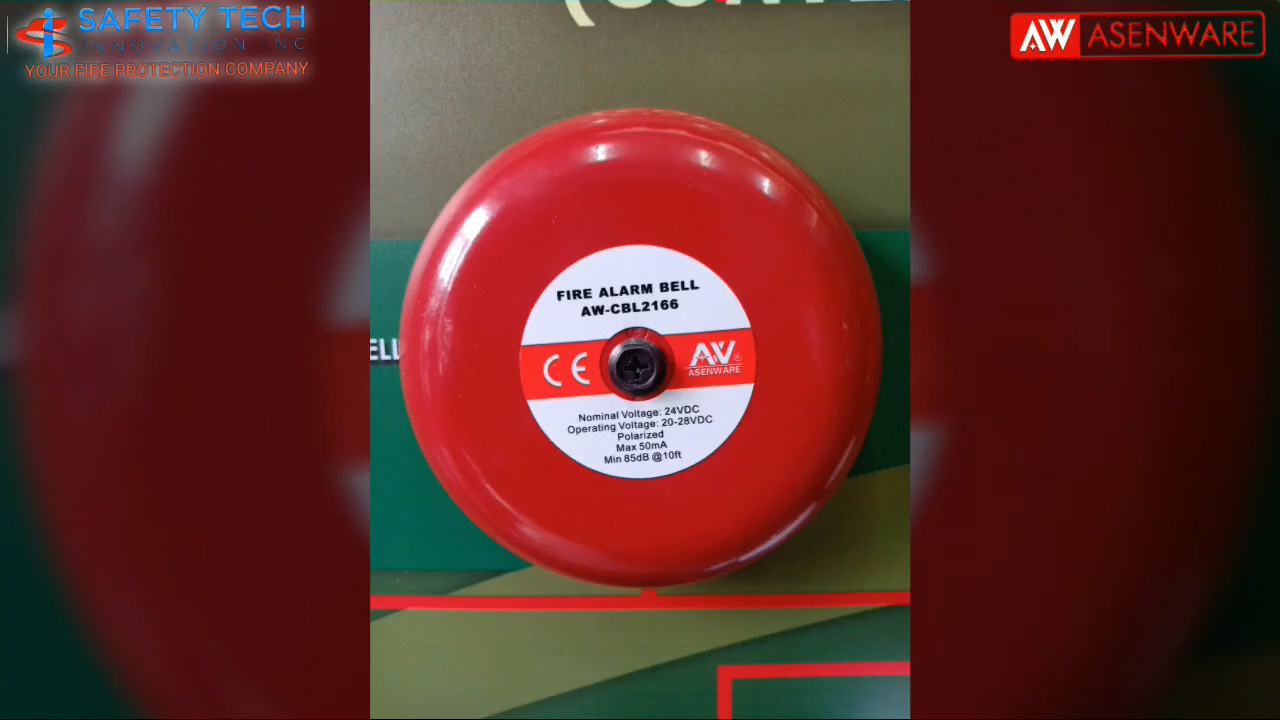 SAFETY TECH
INNOVATION INC
YOUR FIRE PROTECTION COMPANY
AW ASENWARE
FIRE ALARM BELL
AW-CBL2166
CE
AW®
ASENWARE
Nominal Voltage: 24VDC
Operating Voltage: 20-28VDC
Polarized
Max 50mA
Min 85dB @10ft
ELL